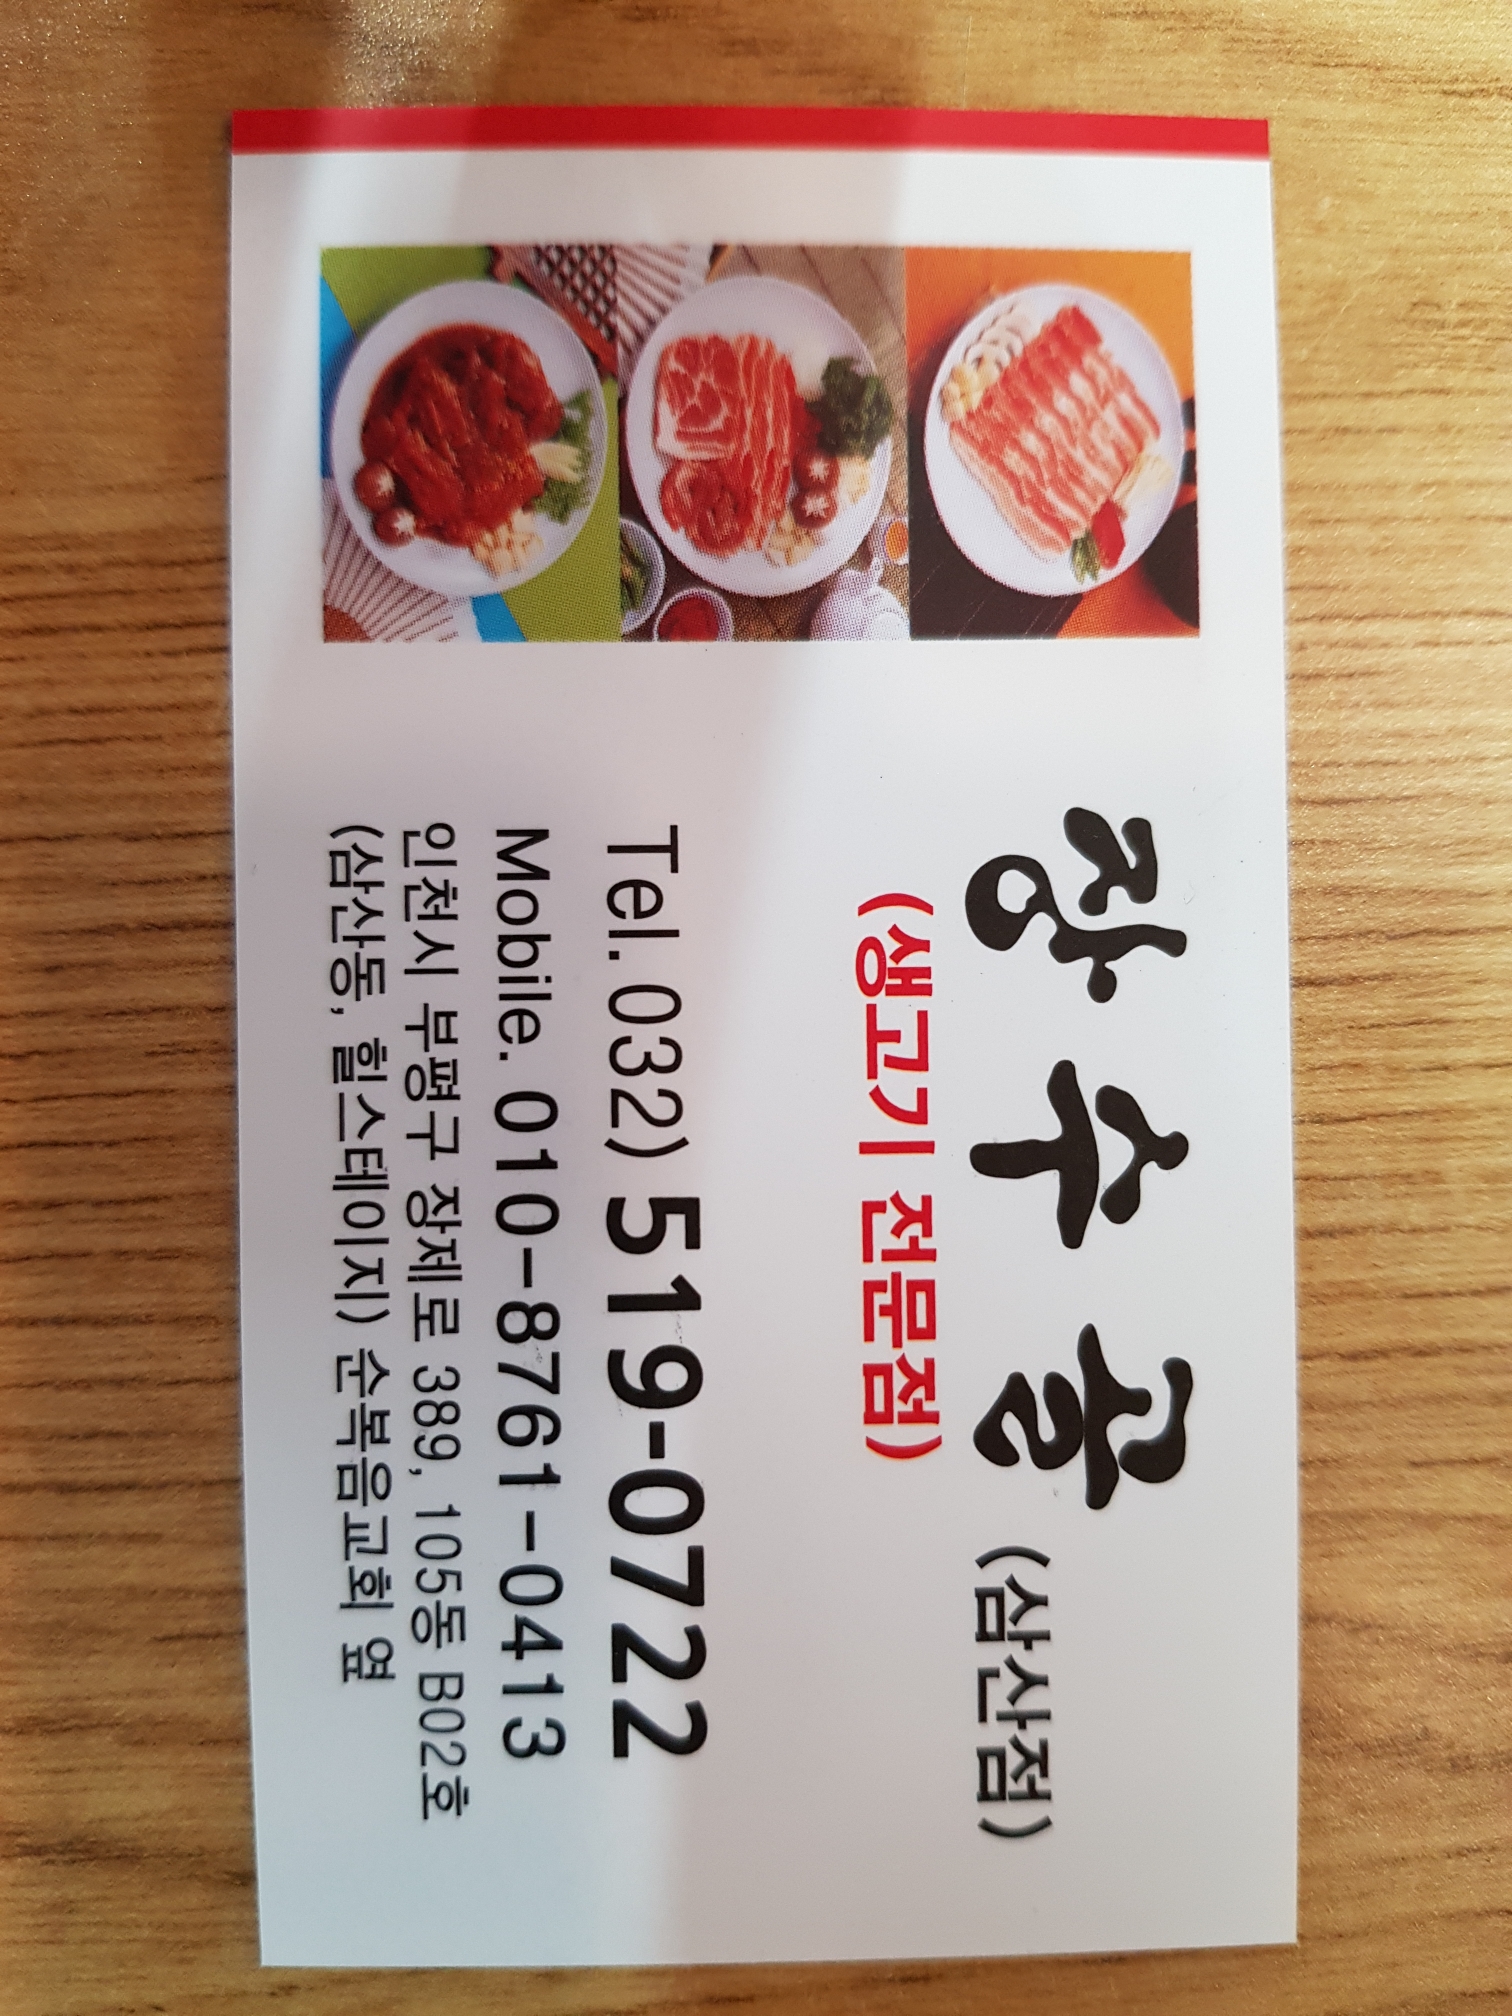 장수골 (삼산점)
(생고기 전문점)
Tel. 032) 519-0722
Mobile. 010-8761-0413
인천시 부평구 장제로 389, 105동 B02호
(삼산동, 힐스테이지) 순복음교회 옆